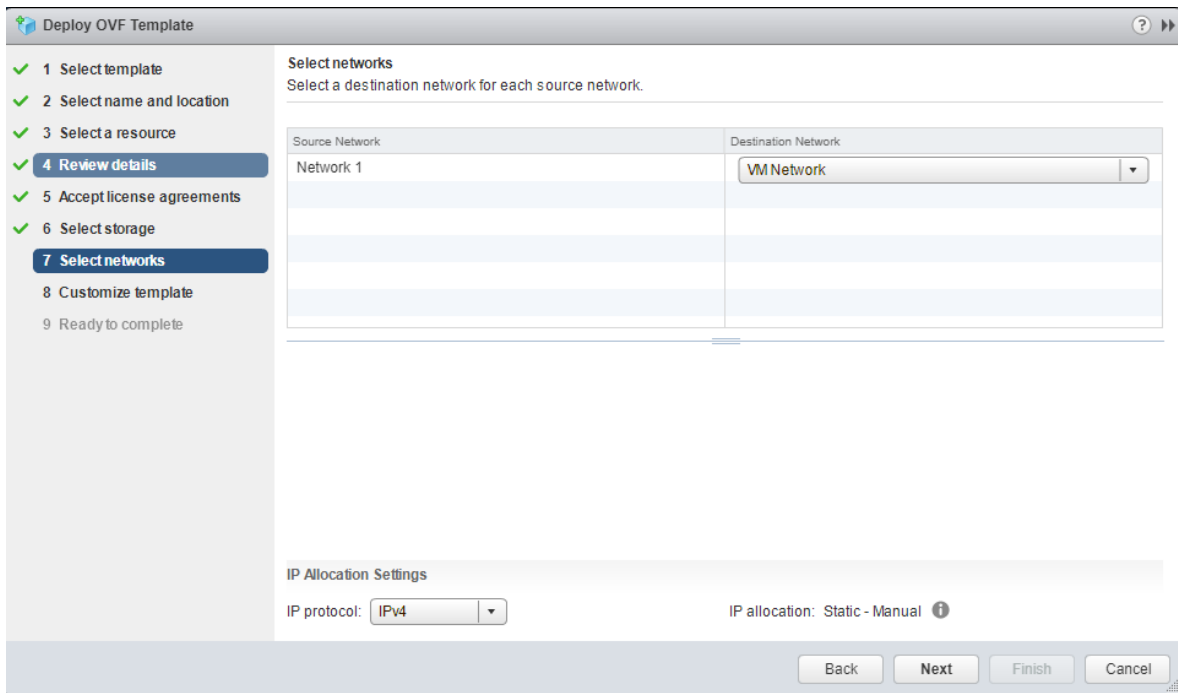 Deploy OVF Template
?
1 Select template
2 Select name and location
3 Select a resource
4 Review details
5 Accept license agreements
6 Select storage
7 Select networks
8 Customize template
9 Ready to complete
Select networks
Select a destination network for each source network.
Source Network Destination Network
Network 1 VM Network
IP Allocation Settings
IP protocol: IPv4 IP allocation: Static - Manual
Back Next Finish Cancel